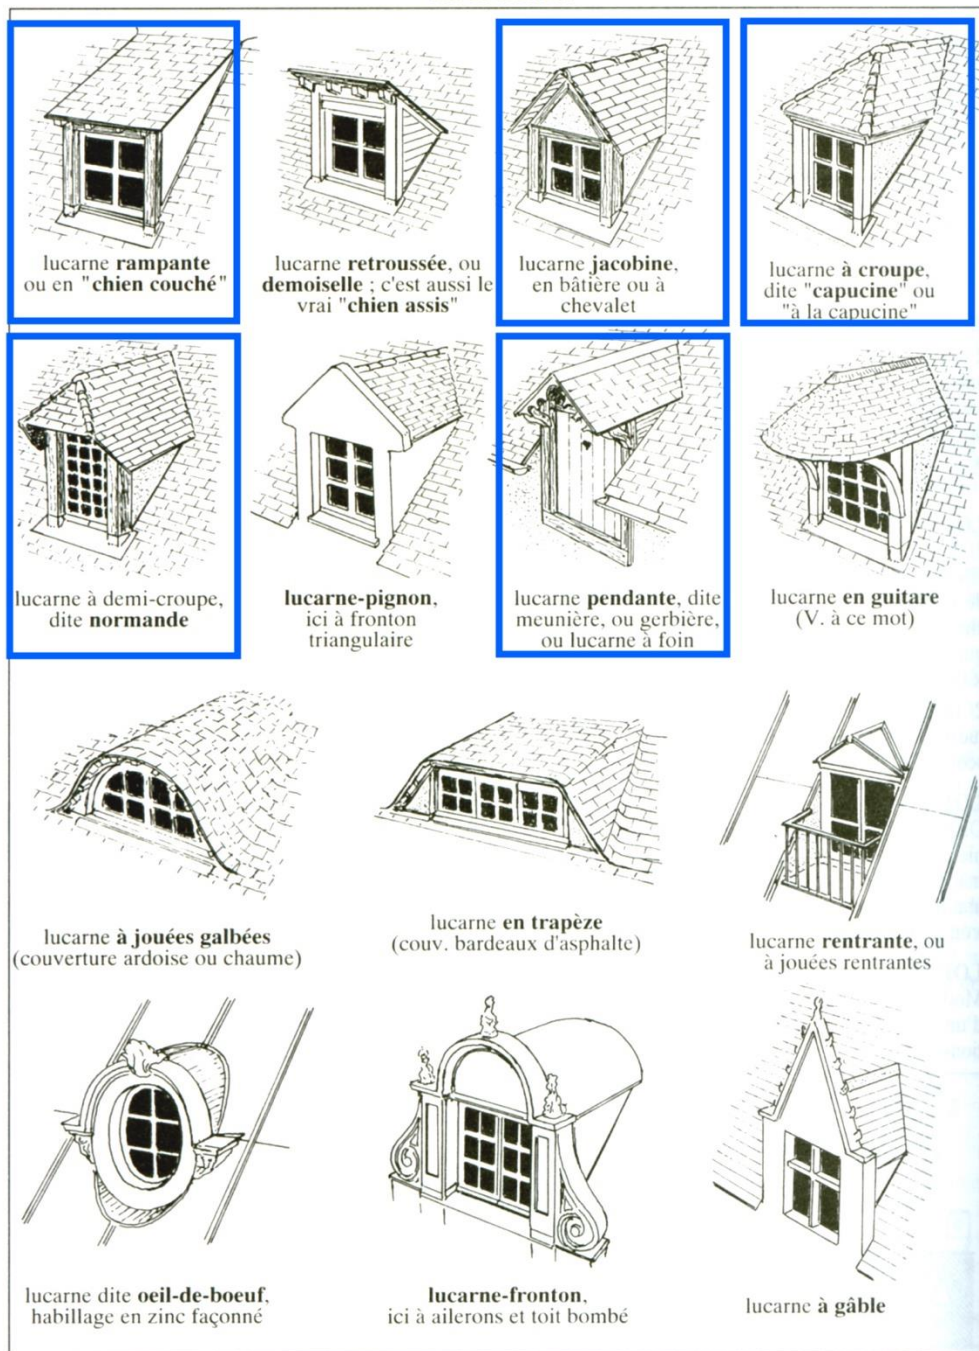 lucarne rampante
ou en "chien couché"
lucarne retroussée, ou
demoiselle ; c'est aussi le
vrai "chien assis"
lucarne jacobine,
en bâtière ou à
chevalet
lucarne à croupe,
dite "capucine" ou
"à la capucine"
lucarne à demi-croupe,
dite normande
lucarne-pignon,
ici à fronton
triangulaire
lucarne pendante, dite
meunière, ou gerbière,
ou lucarne à foin
lucarne en guitare
(V. à ce mot)
lucarne à jouées galbées
(couverture ardoise ou chaume)
lucarne en trapèze
(couv. bardeaux d'asphalte)
lucarne rentrante, ou
à jouées rentrantes
lucarne dite oeil-de-boeuf,
habillage en zinc façonné
lucarne-fronton,
ici à ailerons et toit bombé
lucarne à gâble